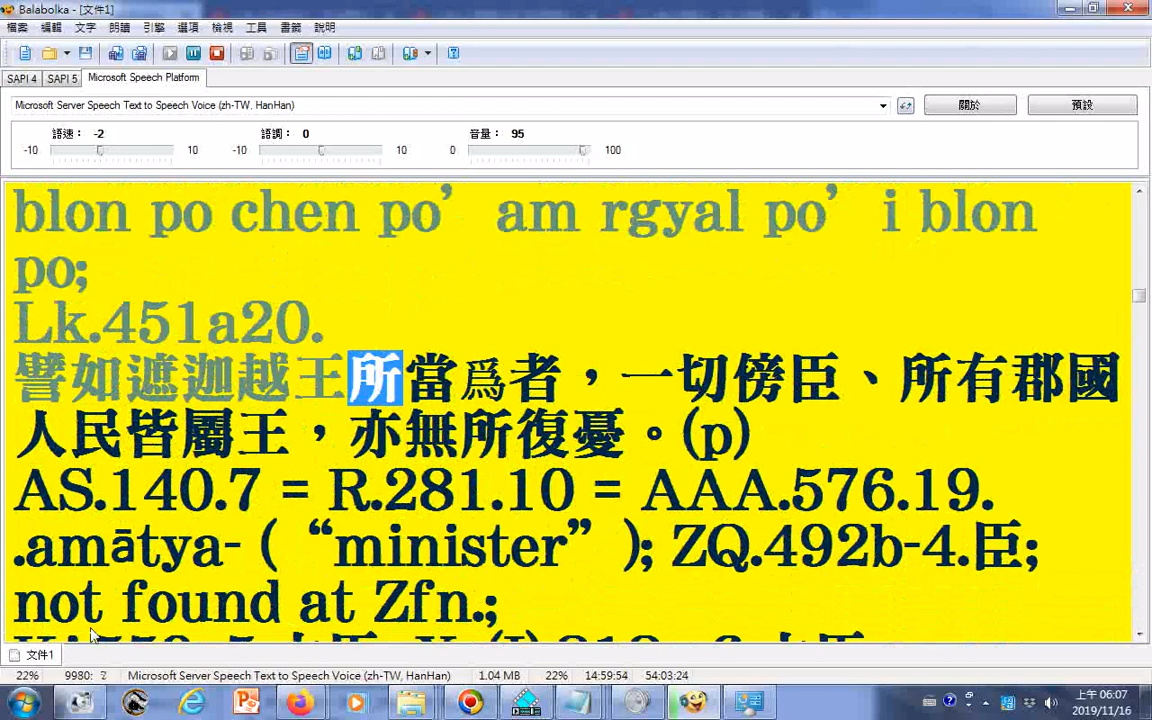 Balabolka - [文件1]
檔案 編輯 文字 朗讀 引擎 選項 檢視 工具 書籤 說明
SAPI 4 SAPI 5 Microsoft Speech Platform
Microsoft Server Speech Text to Speech Voice (zh-TW, HanHan) 關於 預設
語速： -2 語調： 0 音量： 95
-10 10 -10 10 0 100
blon po chen po’am rgyal po’i blon
po;
Lk.451a20.
譬如遮迦越王所當爲者，一切傍臣、所有郡國
人民皆屬王，亦無所復憂。(p)
AS.140.7 = R.281.10 = AAA.576.19.
.amātya- (“minister”); ZQ.492b-4.臣;
not found at Zfn.;
文件1
22% 9980: 2 Microsoft Server Speech Text to Speech Voice (zh-TW, HanHan) 1.04 MB 22% 14:59:54 54:03:24
上午 06:07
2019/11/16